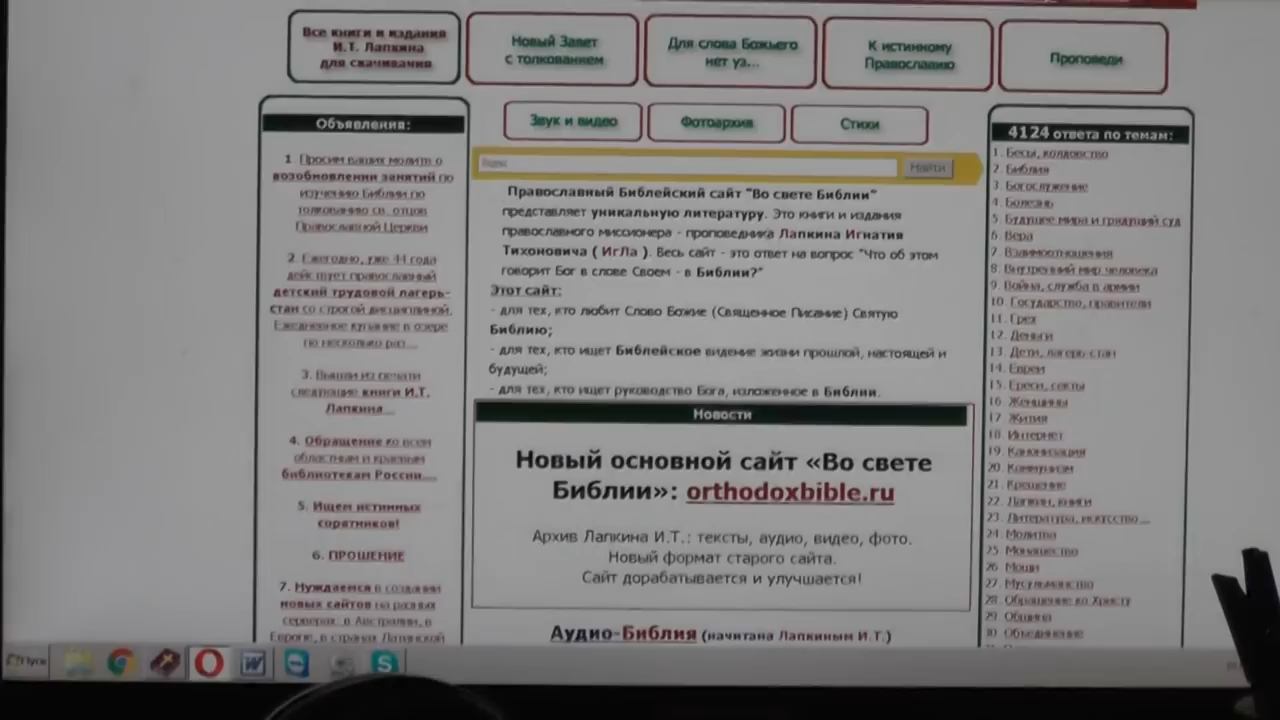 Все книги и издания
И.Т. Лапкина
для скачивания
Новый Завет
с толкованием
Для слова Божьего
нет уз...
К истинному
Православию
Проповеди
Звук и видео
Фотоархив
Стихи
Объявления:
1. Просим ваших молитв о
возобновлении занятий по
изучению Библии по
толкованию св. отцов
Православной Церкви
2. Ежегодно, уже 44 года
действует православный
детский трудовой лагерь-
стан со строгой дисциплиной.
Ежедневное купание в озере
по несколько раз...
3. Вышли из печати
следующие книги И.Т.
Лапкина...
4. Обращение ко всем
областным и краевым
библиотекам России....
5. Ищем истинных
соратников!
6. ПРОШЕНИЕ
7. Нуждаемся в создании
новых сайтов на разных
серверах: в Австралии, в
Европе, в странах Латинской
Яндекс
Найти
Православный Библейский сайт "Во свете Библии"
представляет уникальную литературу. Это книги и издания
православного миссионера - проповедника Лапкина Игнатия
Тихоновича ( ИгЛа ). Весь сайт - это ответ на вопрос "Что об этом
говорит Бог в слове Своем - в Библии?"
Этот сайт:
- для тех, кто любит Слово Божие (Священное Писание) Святую
Библию;
- для тех, кто ищет Библейское видение жизни прошлой, настоящей и
будущей;
- для тех, кто ищет руководство Бога, изложенное в Библии.
Новости
Новый основной сайт «Во свете
Библии»: orthodoxbible.ru
Архив Лапкина И.Т.: тексты, аудио, видео, фото.
Новый формат старого сайта.
Сайт дорабатывается и улучшается!
Аудио-Библия (начитана Лапкиным И.Т.)
4124 ответа по темам:
1. Бесы, колдовство
2. Библия
3. Богослужение
4. Болезнь
5. Будущее мира и грядущий суд
6. Вера
7. Взаимоотношения
8. Внутренний мир человека
9. Война, служба в армии
10. Государство, правители
11. Грех
12. Деньги
13. Дети, лагерь-стан
14. Евреи
15. Ереси, секты
16. Женщины
17. Жития
18. Интернет
19. Канонизация
20. Коммунизм
21. Крещение
22. Лапкин, книги
23. Литература, искусство...
24. Молитва
25. Монашество
26. Мощи
27. Мусульманство
28. Обращение ко Христу
29. Община
30. Объединение
Пуск